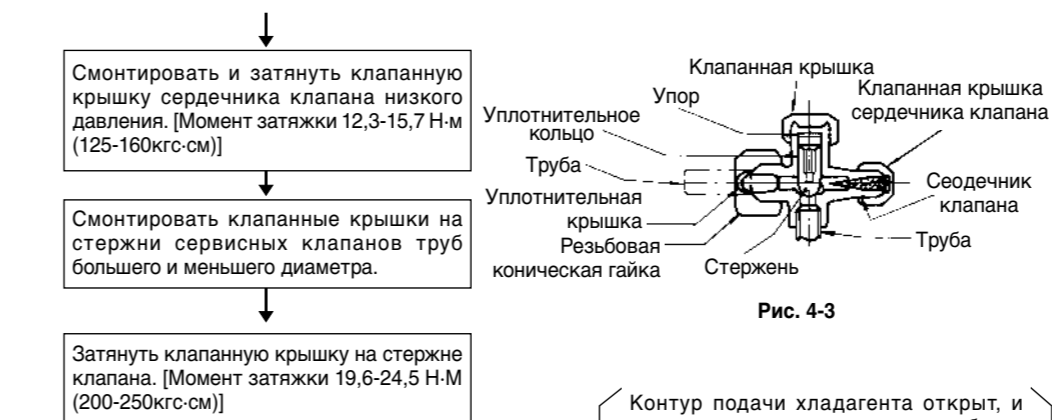 Смонтировать и затянуть клапанную
крышку сердечника клапана низкого
давления. [Момент затяжки 12,3-15,7 Н·м
(125-160кгс·см)]
Смонтировать клапанные крышки на
стержни сервисных клапанов труб
большего и меньшего диаметра.
Затянуть клапанную крышку на стержне
клапана. [Момент затяжки 19,6-24,5 Н·М
(200-250кгс·см)]
Клапанная крышка
Упор
Уплотнительное
кольцо
Труба
Уплотнительная
крышка
Резьбовая
коническая гайка
Стержень
Клапанная крышка
сердечника клапана
Сеодечник
клапана
Труба
Рис. 4-3
Контур подачи хладагента открыт, и